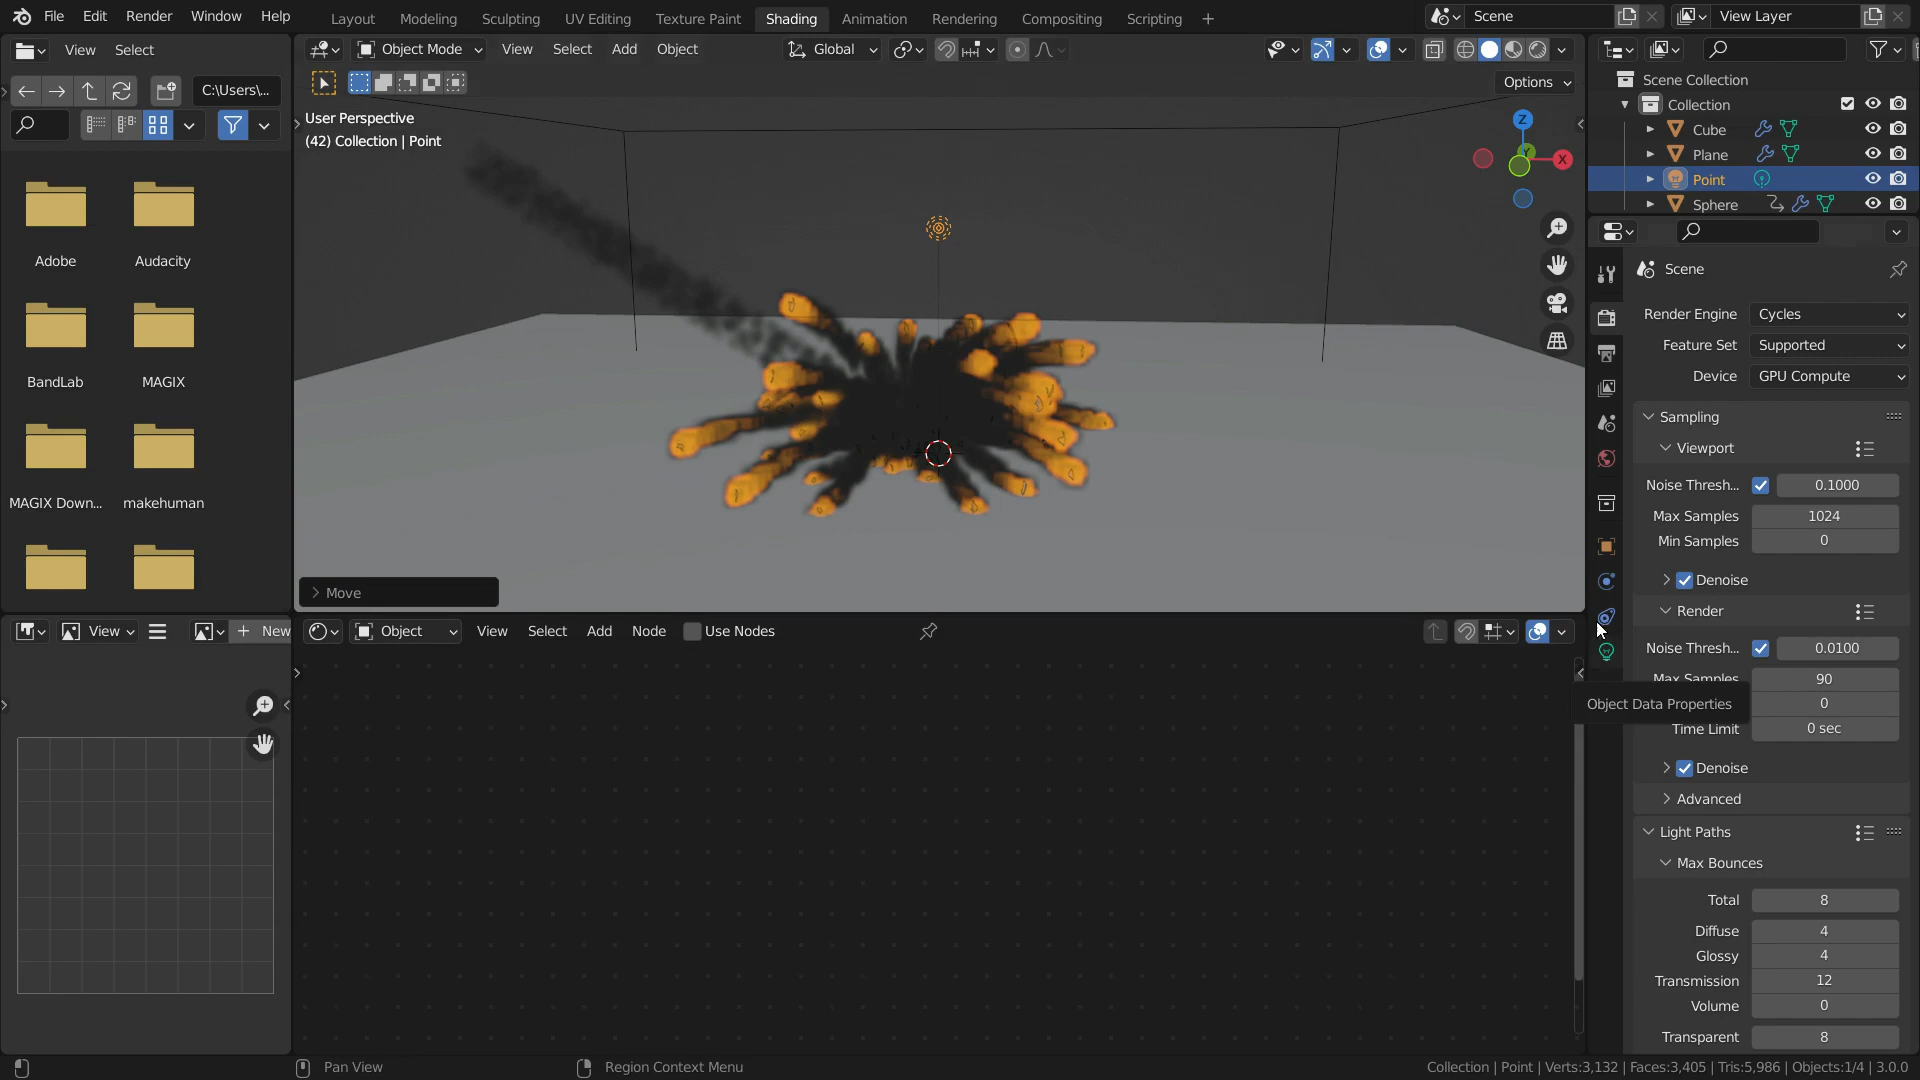 File Edit Render Window Help
Layout Modeling Sculpting UV Editing Texture Paint Shading Animation Rendering Compositing Scripting +
Scene
View Layer
View Select
C:\Users\...
Adobe
Audacity
BandLab
MAGIX
MAGIX Down...
makehuman
Object Mode View Select Add Object
Global
Options
User Perspective
(42) Collection | Point
Z
Y
X
Move
View
New
Object View Select Add Node Use Nodes
Scene Collection
Collection
Cube
Plane
Point
Sphere
Scene
Render Engine Cycles
Feature Set Supported
Device GPU Compute
Sampling
Viewport
Noise Thresh... 0.1000
Max Samples 1024
Min Samples 0
Denoise
Render
Noise Thresh... 0.0100
Max Samples 90
Object Data Properties 0
Time Limit 0 sec
Denoise
Advanced
Light Paths
Max Bounces
Total 8
Diffuse 4
Glossy 4
Transmission 12
Volume 0
Transparent 8
Pan View
Region Context Menu
Collection | Point | Verts:3,132 | Faces:3,405 | Tris:5,986 | Objects:1/4 | 3.0.0